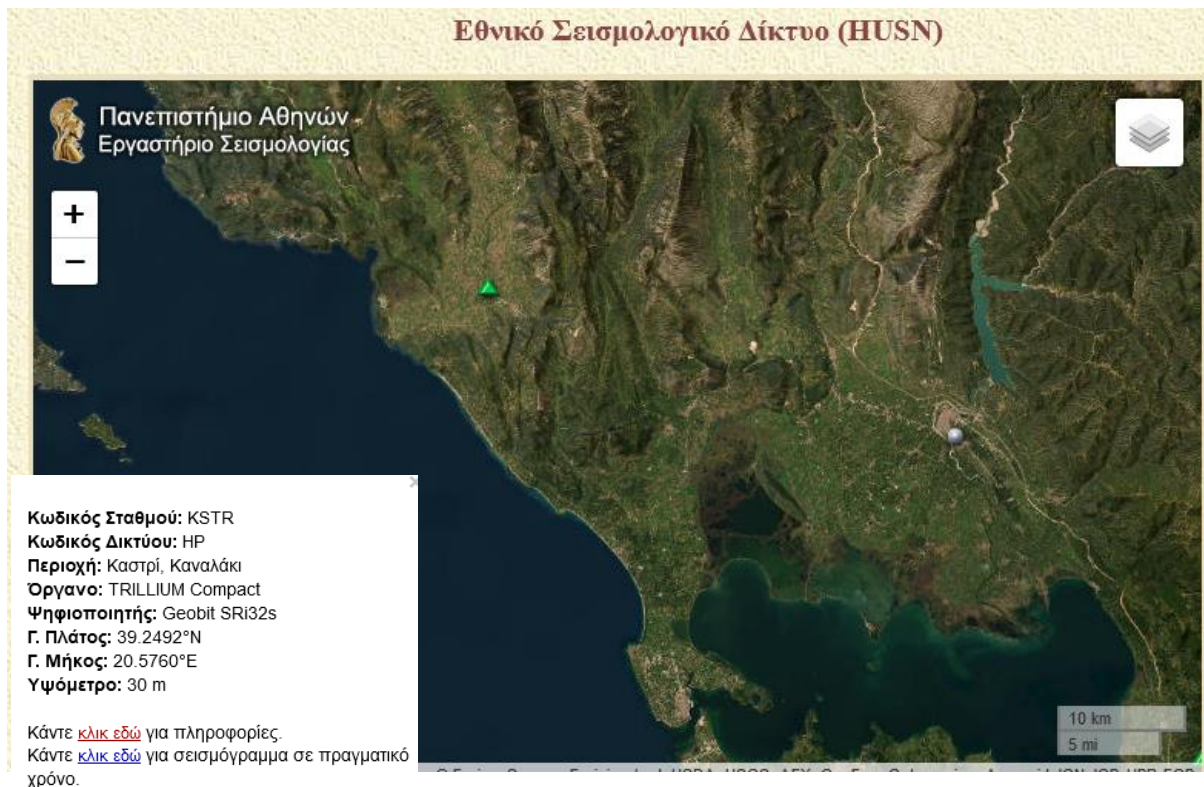 Εθνικό Σεισμολογικό Δίκτυο (HUSN)
Πανεπιστήμιο Αθηνών
Εργαστήριο Σεισμολογίας
+
−
Κωδικός Σταθμού: KSTR
Κωδικός Δικτύου: HP
Περιοχή: Καστρί, Καναλάκι
Όργανο: TRILLIUM Compact
Ψηφιοποιητής: Geobit SRi32s
Γ. Πλάτος: 39.2492°N
Γ. Μήκος: 20.5760°E
Υψόμετρο: 30 m
Κάντε κλικ εδώ για πληροφορίες.
Κάντε κλικ εδώ για σεισμόγραμμα σε πραγματικό
χρόνο.
10 km
5 mi